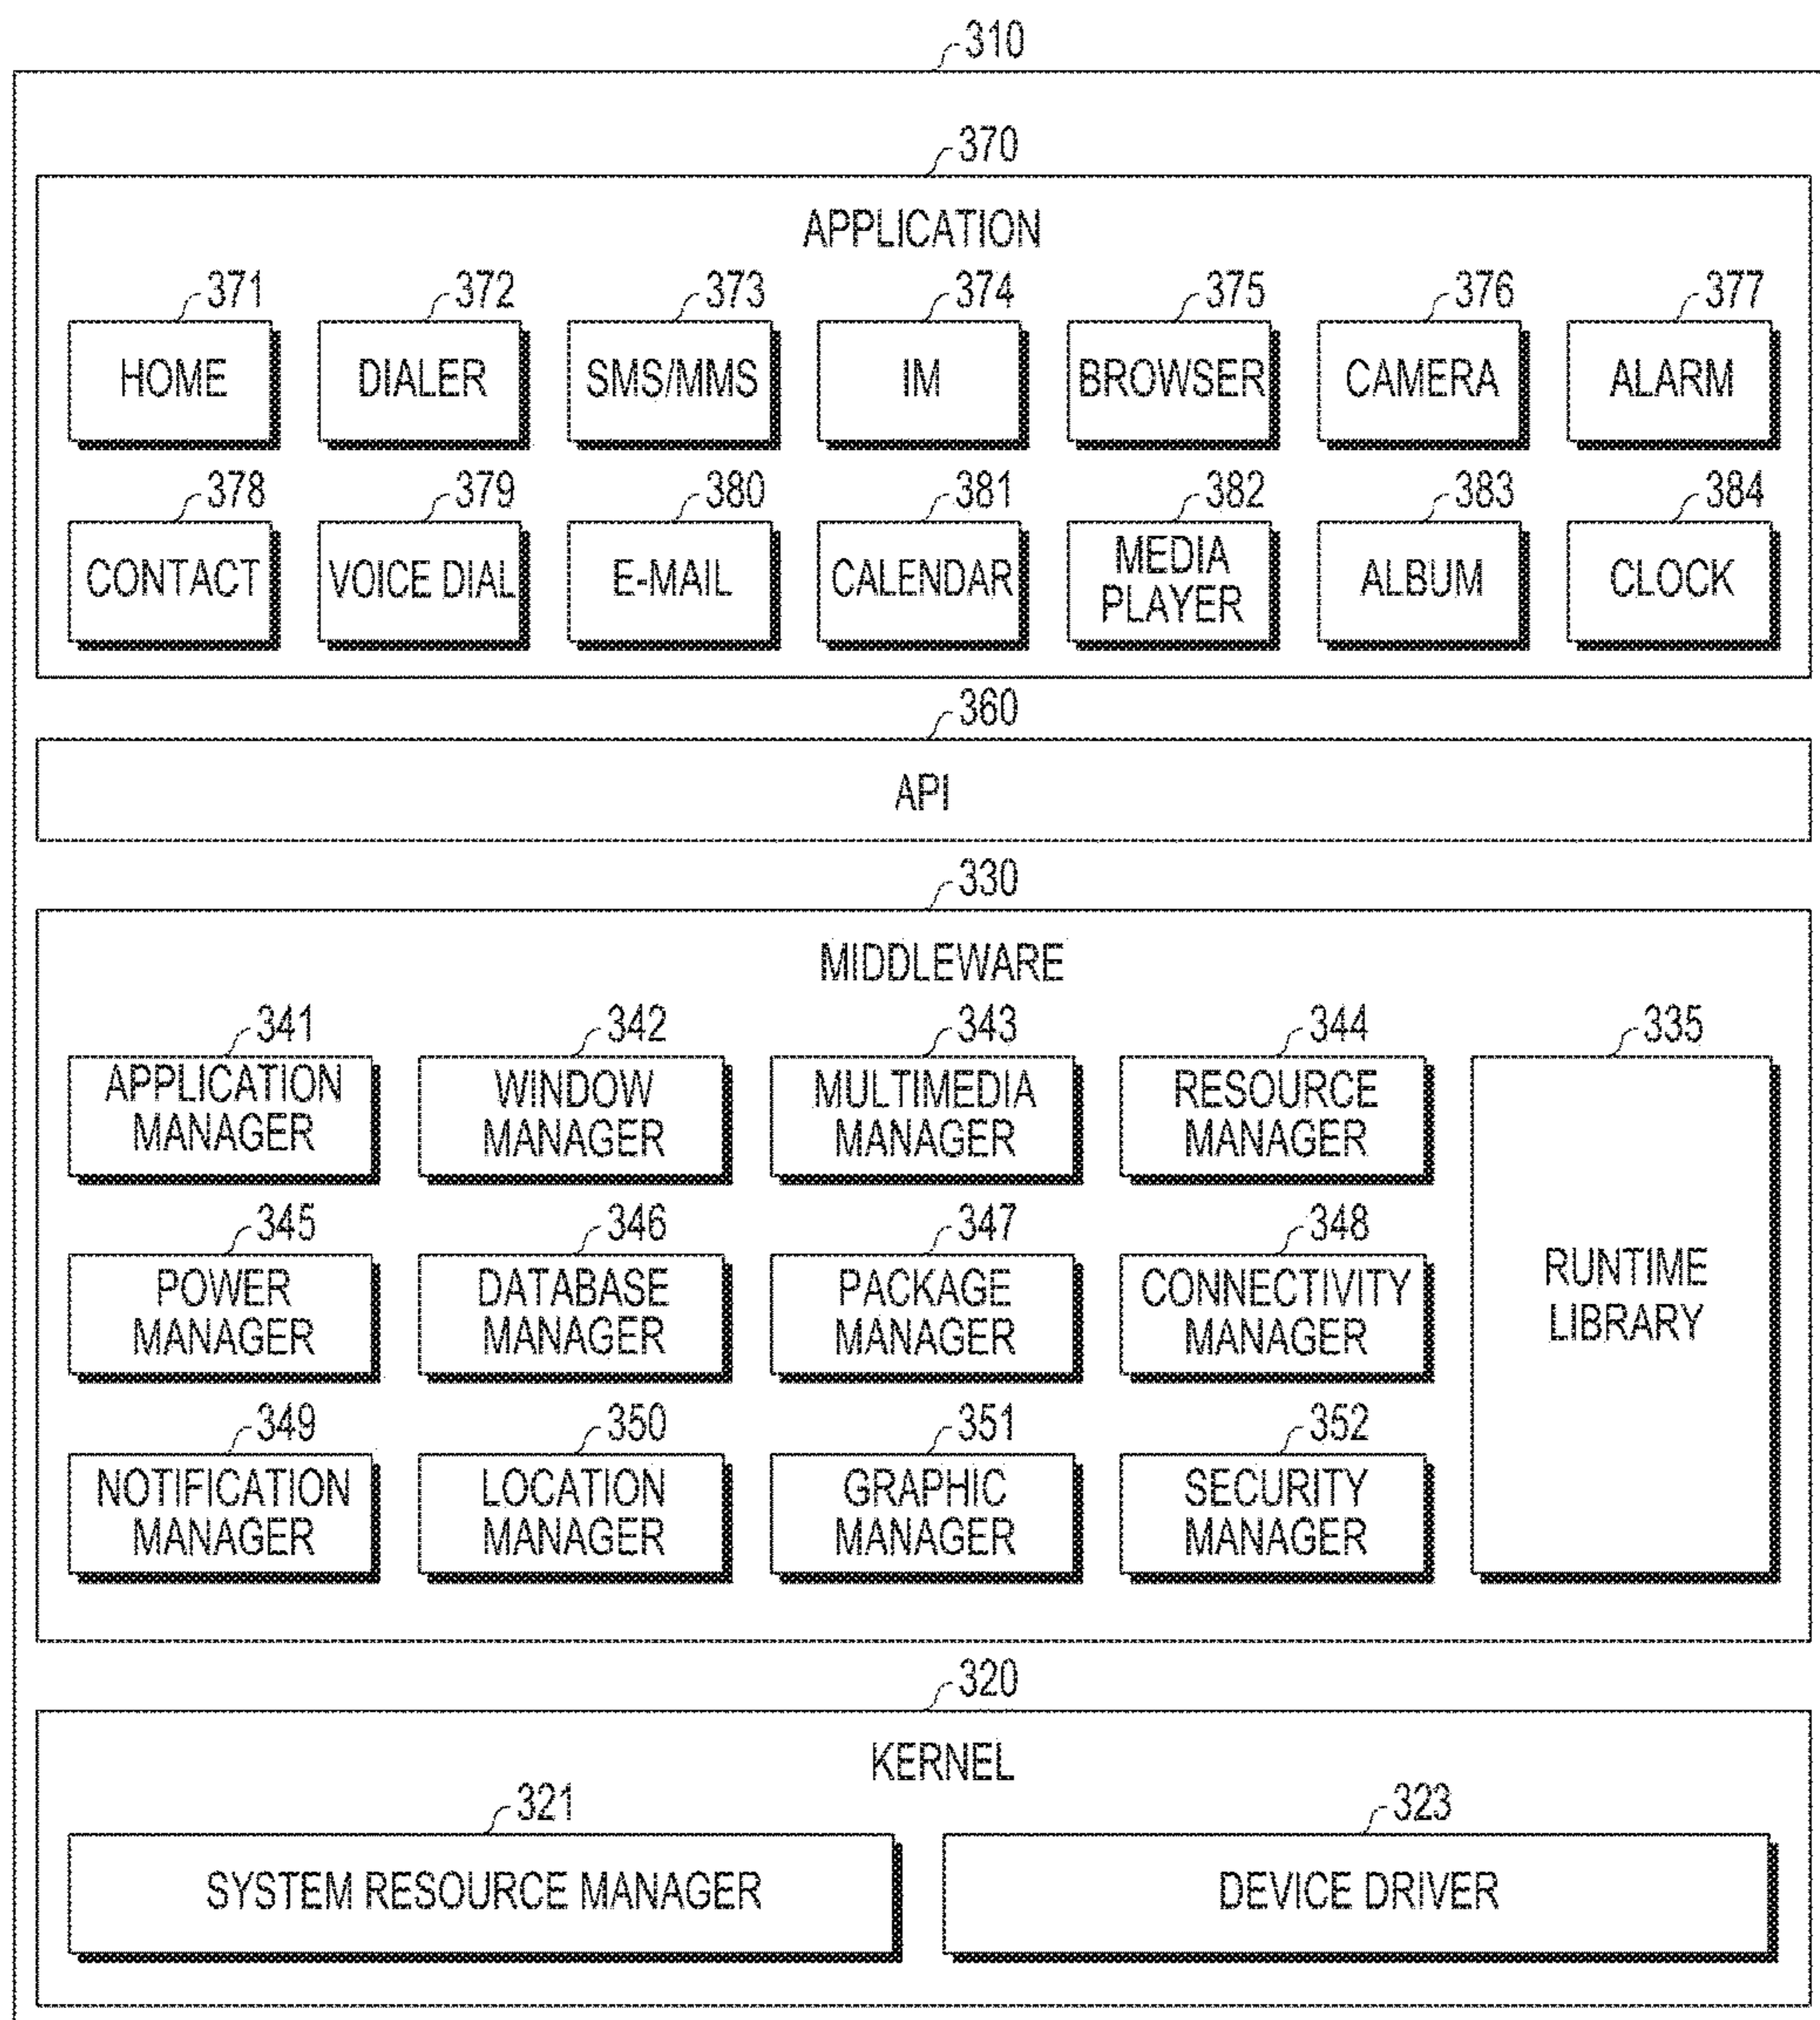 310
370
APPLICATION
371 372 373 374 375 376 377
HOME DIALER SMS/MMS IM BROWSER CAMERA ALARM
378 379 380 381 382 383 384
CONTACT VOICE DIAL E-MAIL CALENDAR MEDIA PLAYER ALBUM CLOCK
360
API
330
MIDDLEWARE
341 342 343 344 335
APPLICATION MANAGER WINDOW MANAGER MULTIMEDIA MANAGER RESOURCE MANAGER
345 346 347 348
POWER MANAGER DATABASE MANAGER PACKAGE MANAGER CONNECTIVITY MANAGER RUNTIME LIBRARY
349 350 351 352
NOTIFICATION MANAGER LOCATION MANAGER GRAPHIC MANAGER SECURITY MANAGER
320
KERNEL
321 323
SYSTEM RESOURCE MANAGER DEVICE DRIVER